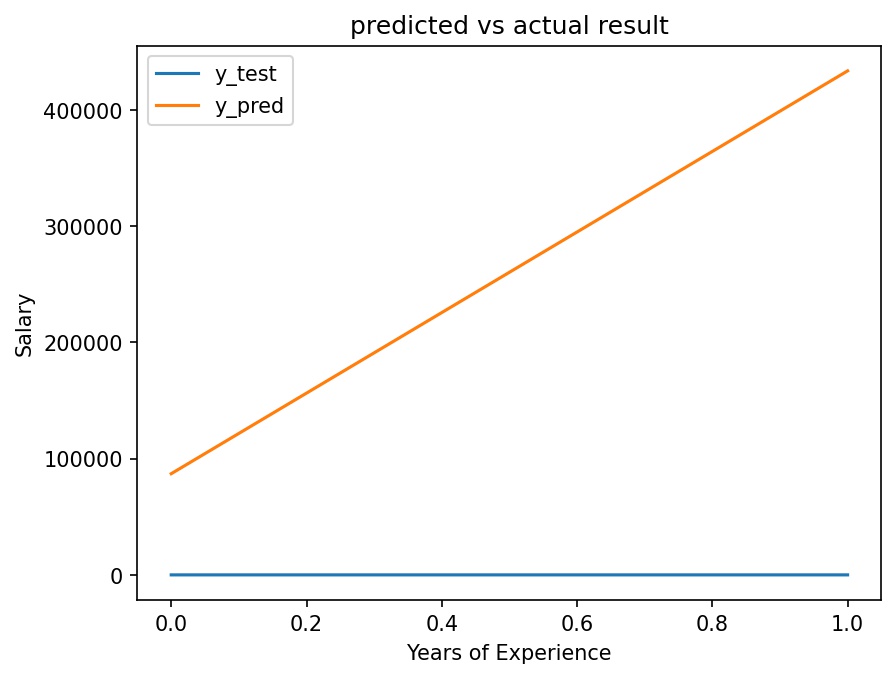 predicted vs actual result
y_test
y_pred
400000
300000
200000
100000
0
Salary
0.0 0.2 0.4 0.6 0.8 1.0
Years of Experience